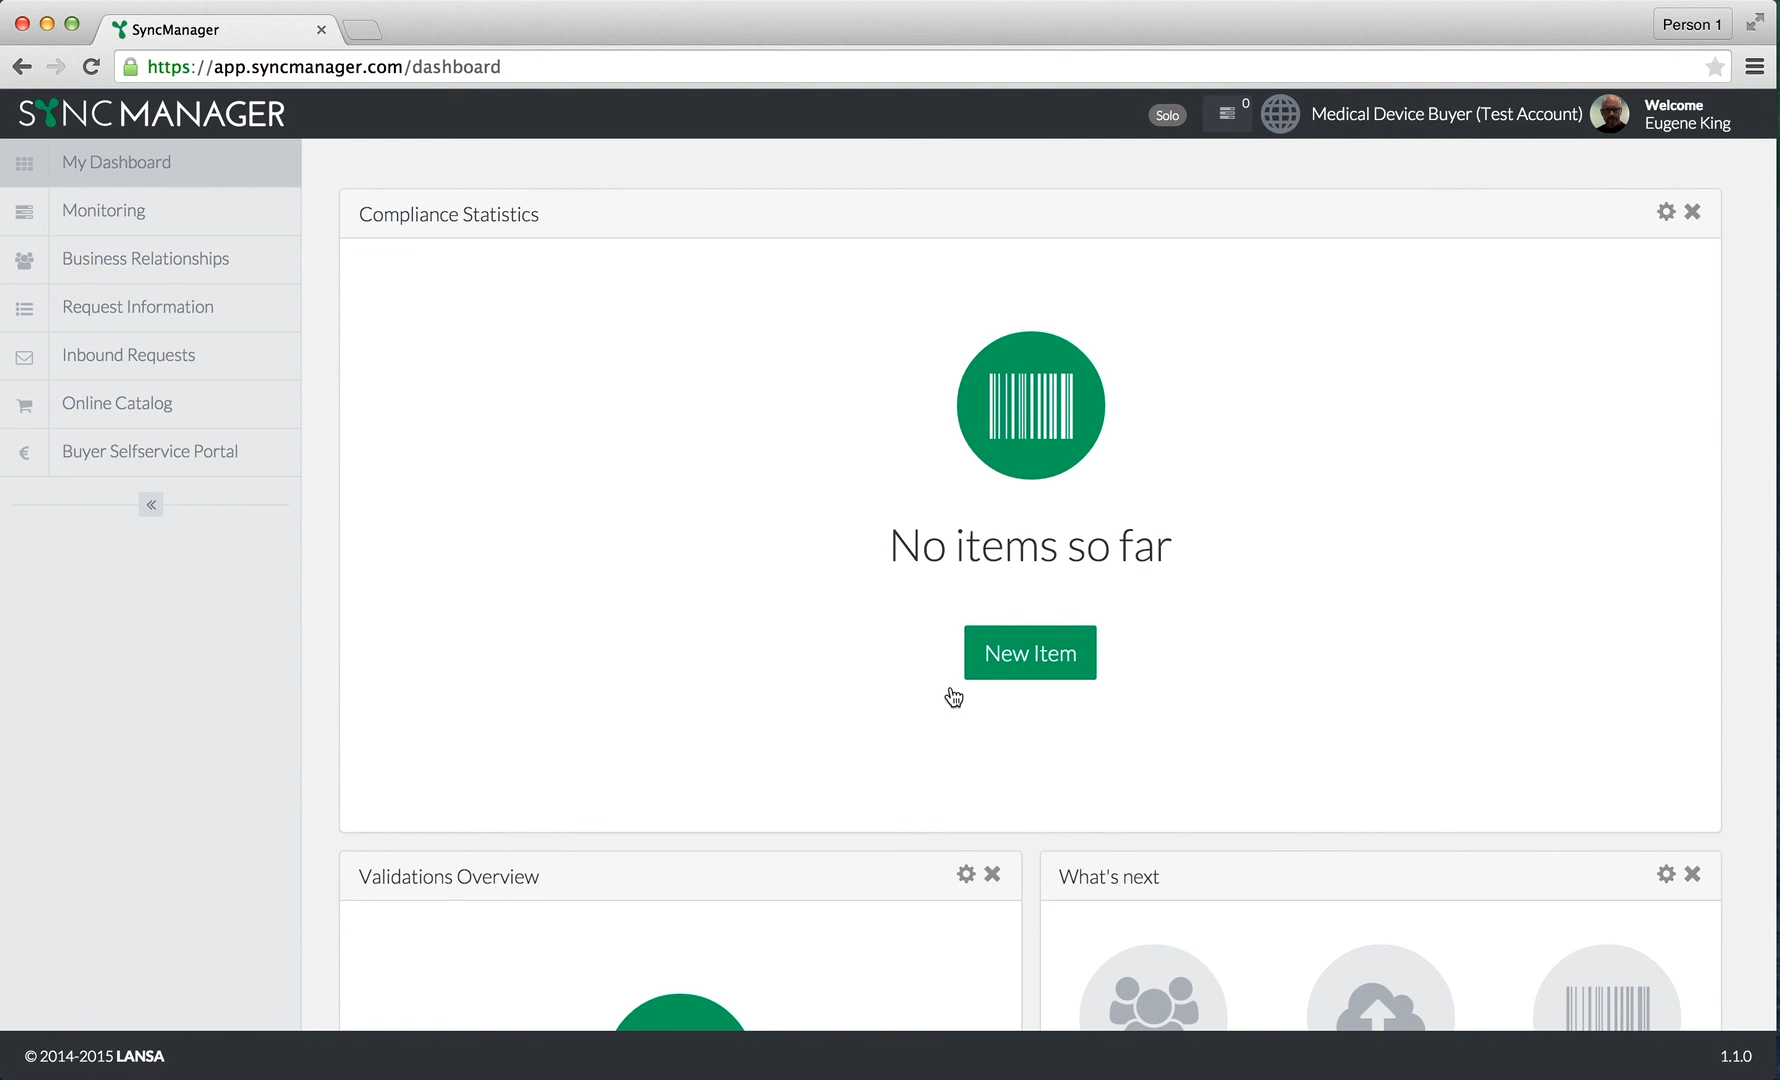 SyncManager
Person 1
https://app.syncmanager.com/dashboard
SYNC MANAGER
Solo
0
Medical Device Buyer (Test Account)
Welcome
Eugene King
My Dashboard
Monitoring
Business Relationships
Request Information
Inbound Requests
Online Catalog
€ Buyer Selfservice Portal
«
Compliance Statistics
No items so far
New Item
Validations Overview
What's next
© 2014-2015 LANSA
1.1.0